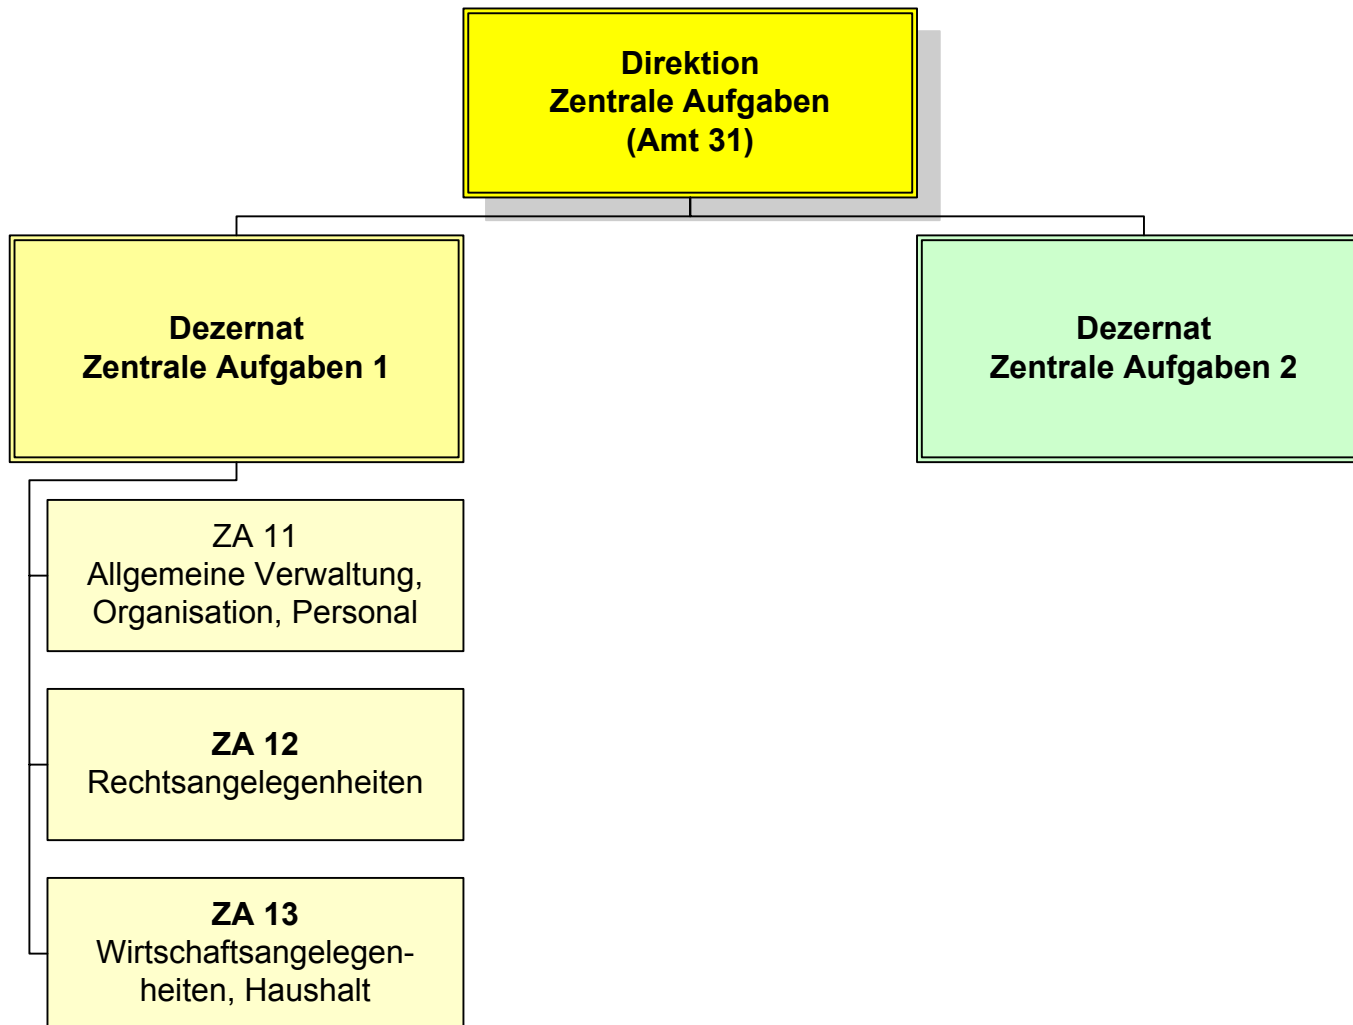 Direktion
Zentrale Aufgaben
(Amt 31)
Dezernat
Zentrale Aufgaben 1
Dezernat
Zentrale Aufgaben 2
ZA 11
Allgemeine Verwaltung,
Organisation, Personal
ZA 12
Rechtsangelegenheiten
ZA 13
Wirtschaftsangelegen-
heiten, Haushalt